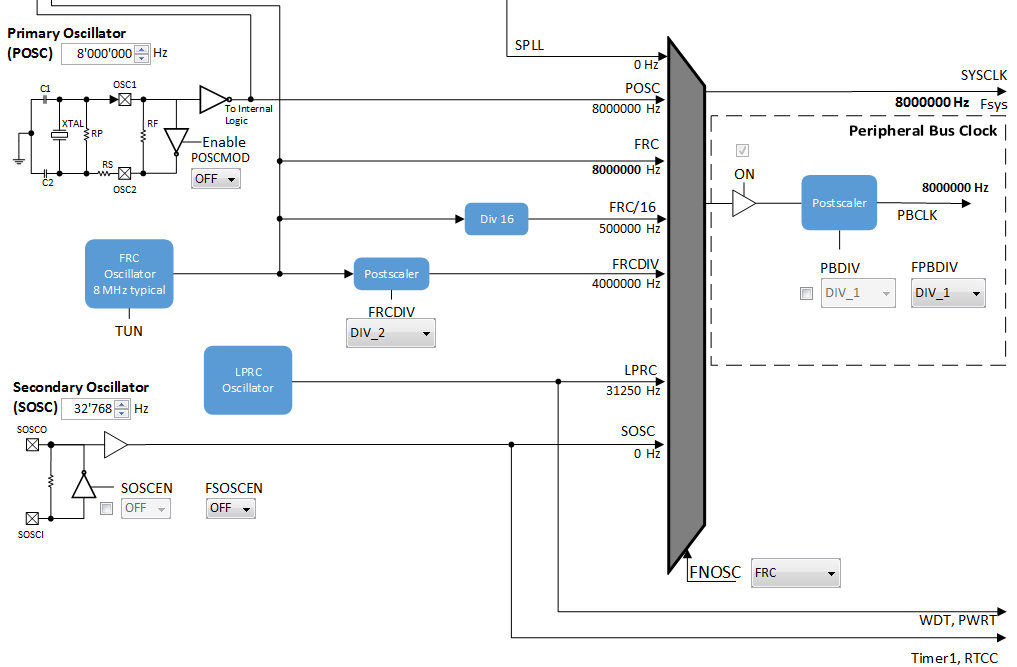 Primary Oscillator
(POSC) 8'000'000 Hz
C1
OSC1
XTAL
RP
RF
RS
C2
OSC2
To Internal
Logic
Enable
POSCMOD
OFF
FRC
Oscillator
8 MHz typical
TUN
Div 16
Postscaler
FRCDIV
DIV_2
LPRC
Oscillator
Secondary Oscillator
(SOSC) 32'768 Hz
SOSCO
SOSCI
SOSCEN
OFF
FSOSCEN
OFF
SPLL
0 Hz
POSC
8000000 Hz
FRC
8000000 Hz
FRC/16
500000 Hz
FRCDIV
4000000 Hz
LPRC
31250 Hz
SOSC
0 Hz
FNOSC FRC
SYSCLK
8000000 Hz Fsys
Peripheral Bus Clock
ON
Postscaler
8000000 Hz
PBCLK
PBDIV
DIV_1
FPBDIV
DIV_1
WDT, PWRT
Timer1, RTCC